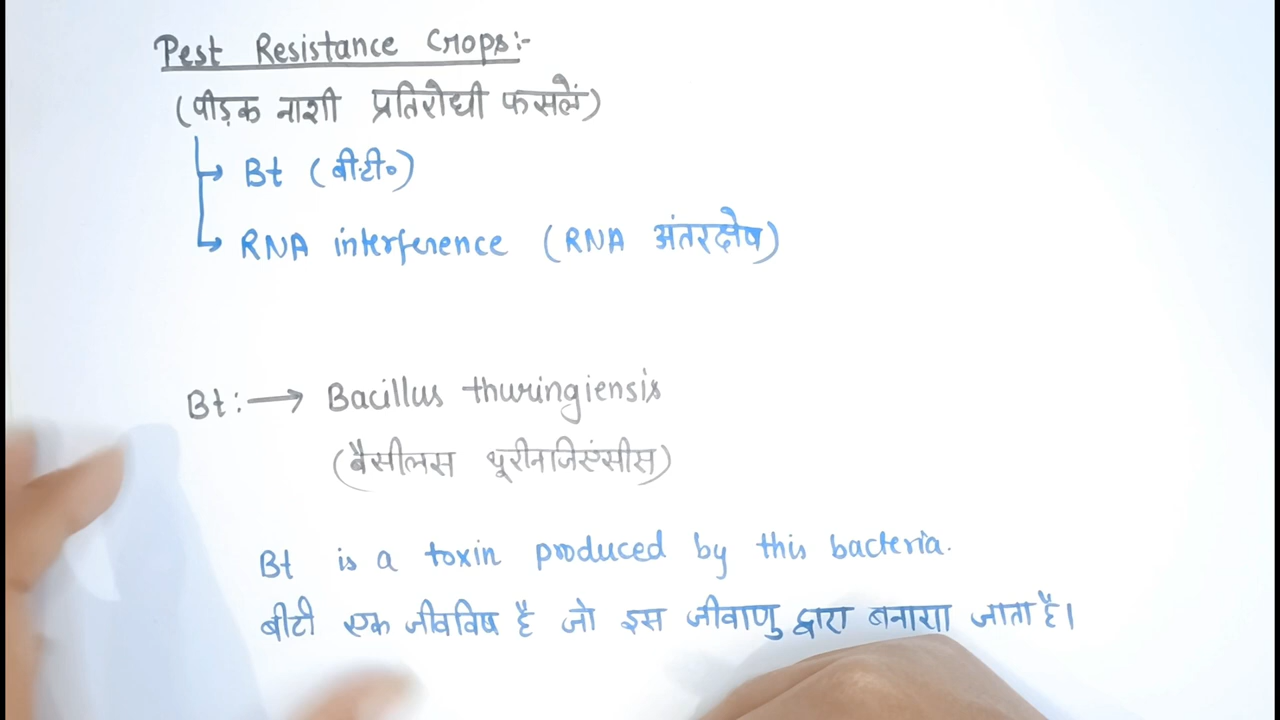 Pest Resistance Crops:-
(पीड़क नाशी प्रतिरोधी फसलें)
Bt (बी.टी॰)
RNA interference (RNA अंतरक्षेप)
Bt:→ Bacillus thuringiensis
(बैसीलस थूरीनजिएंसीस)
Bt is a toxin produced by this bacteria.
बीटी एक जीवविष है जो इस जीवाणु द्वारा बनाया जाता है।